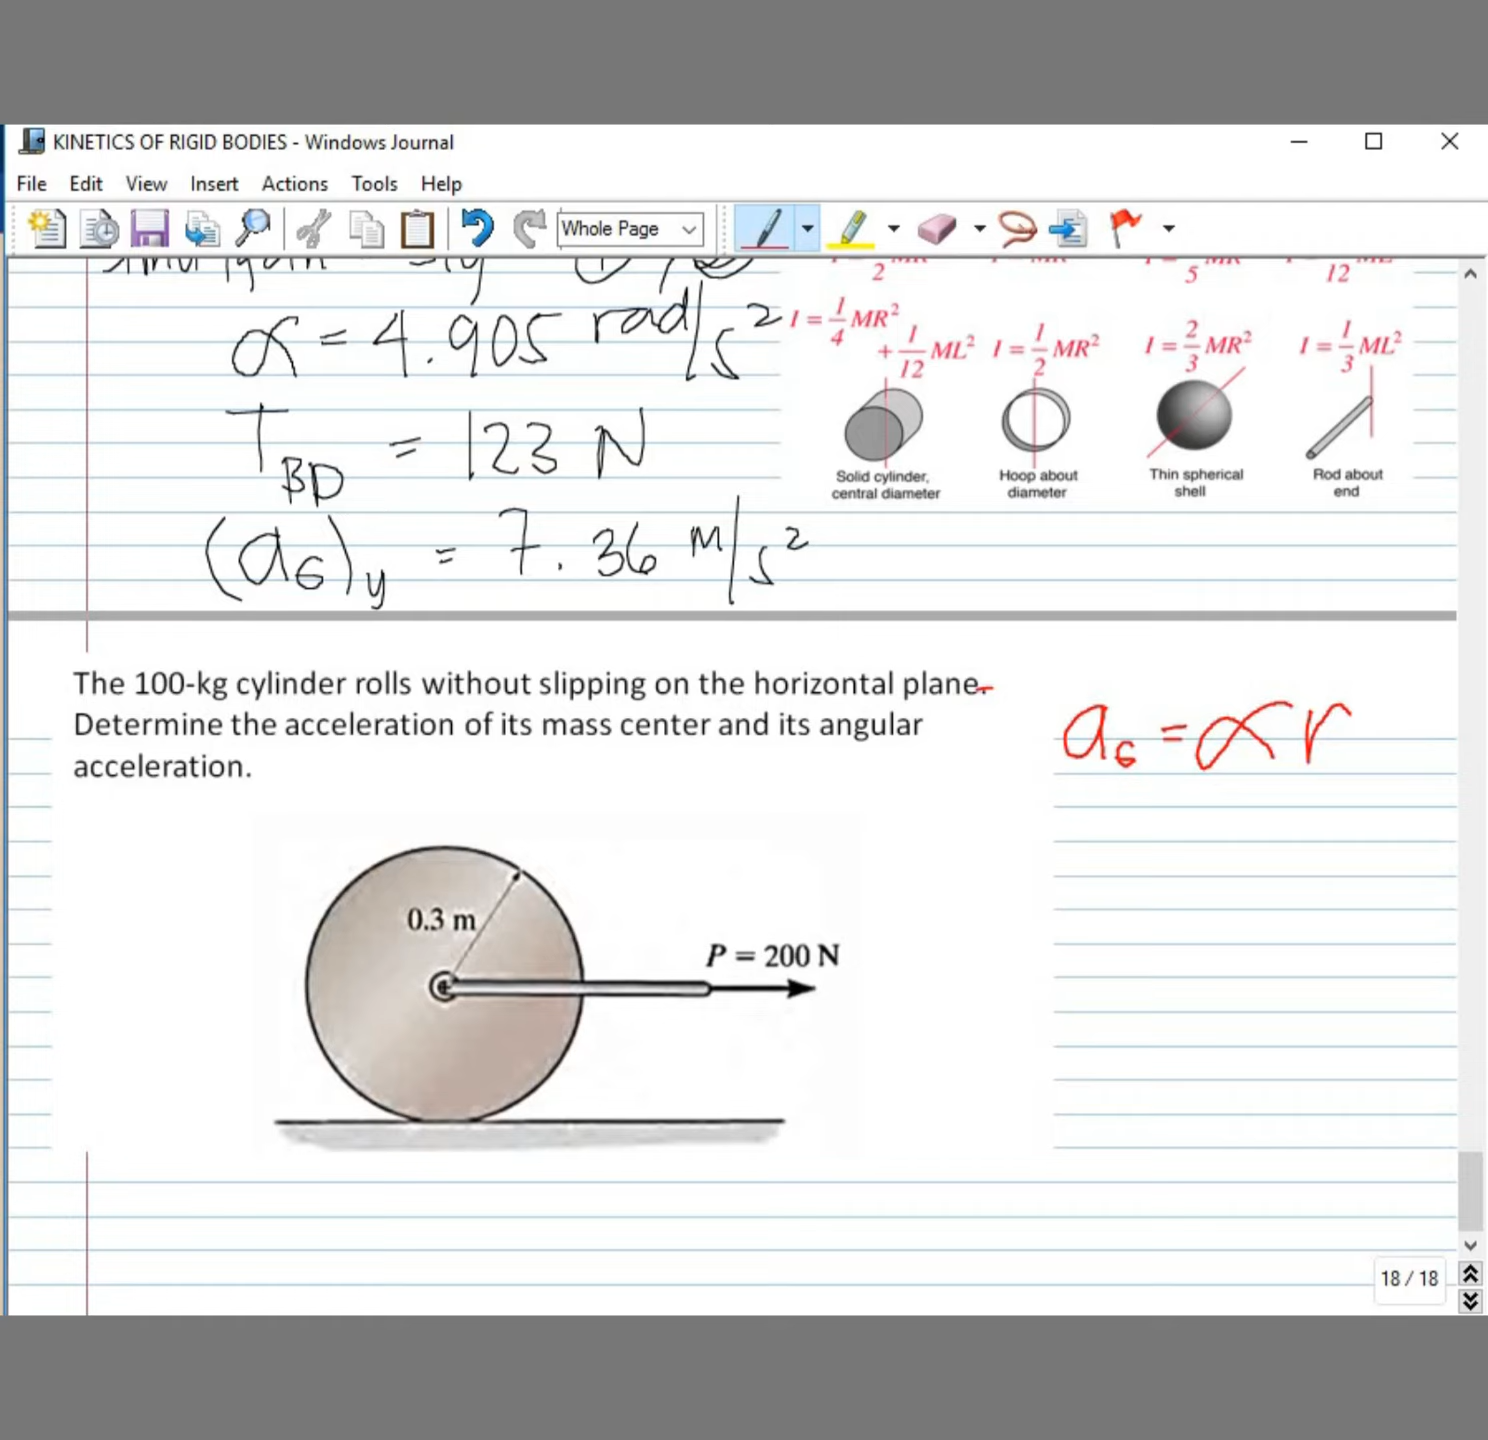 KINETICS OF RIGID BODIES - Windows Journal
File Edit View Insert Actions Tools Help
Whole Page
α = 4.905 rad/s²
T_BD = 123 N
(a_G)_y = 7.36 m/s²
2 5 12
I = 1/4 MR² + 1/12 ML² I = 1/2 MR² I = 2/3 MR² I = 1/3 ML²
Solid cylinder, Hoop about Thin spherical Rod about
central diameter diameter shell end
The 100-kg cylinder rolls without slipping on the horizontal plane.
Determine the acceleration of its mass center and its angular
acceleration.
a_G = α r
0.3 m
P = 200 N
18 / 18